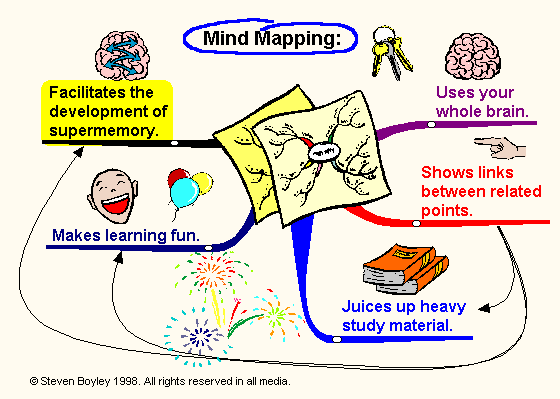 Mind Mapping:
Facilitates the
development of
supermemory.
Uses your
whole brain.
Shows links
between related
points.
Makes learning fun.
Juices up heavy
study material.
© Steven Boyley 1998. All rights reserved in all media.